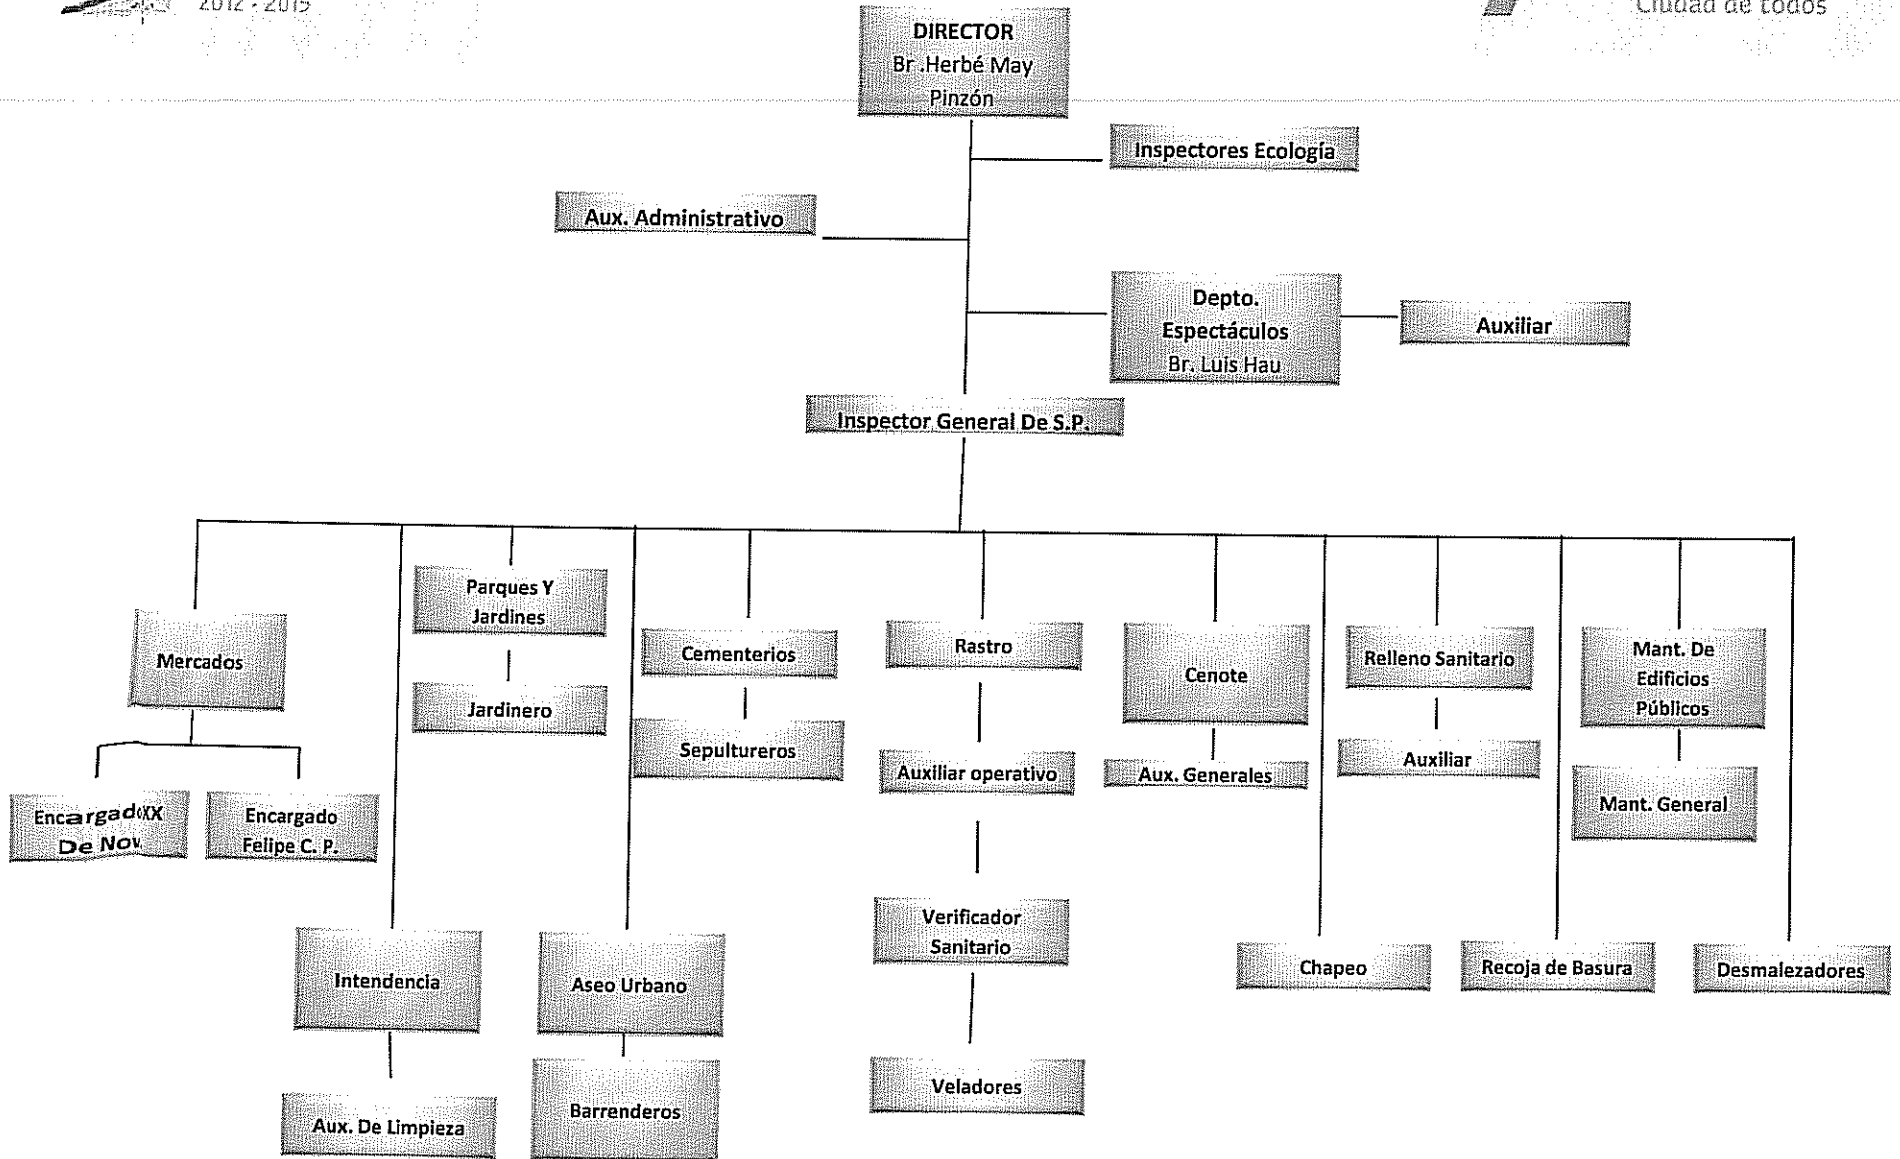 2012 - 2015
Ciudad de todos
DIRECTOR
Br .Herbé May
Pinzón
Inspectores Ecología
Aux. Administrativo
Depto.
Espectáculos
Br. Luis Hau
Auxiliar
Inspector General De S.P.
Parques Y
Jardines
Mercados
Cementerios
Rastro
Cenote
Relleno Sanitario
Mant. De
Edificios
Públicos
Jardinero
Sepultureros
Auxiliar operativo
Aux. Generales
Auxiliar
Mant. General
Encargado XX
De Nov.
Encargado
Felipe C. P.
Verificador
Sanitario
Intendencia
Aseo Urbano
Chapeo
Recoja de Basura
Desmalezadores
Veladores
Aux. De Limpieza
Barrenderos